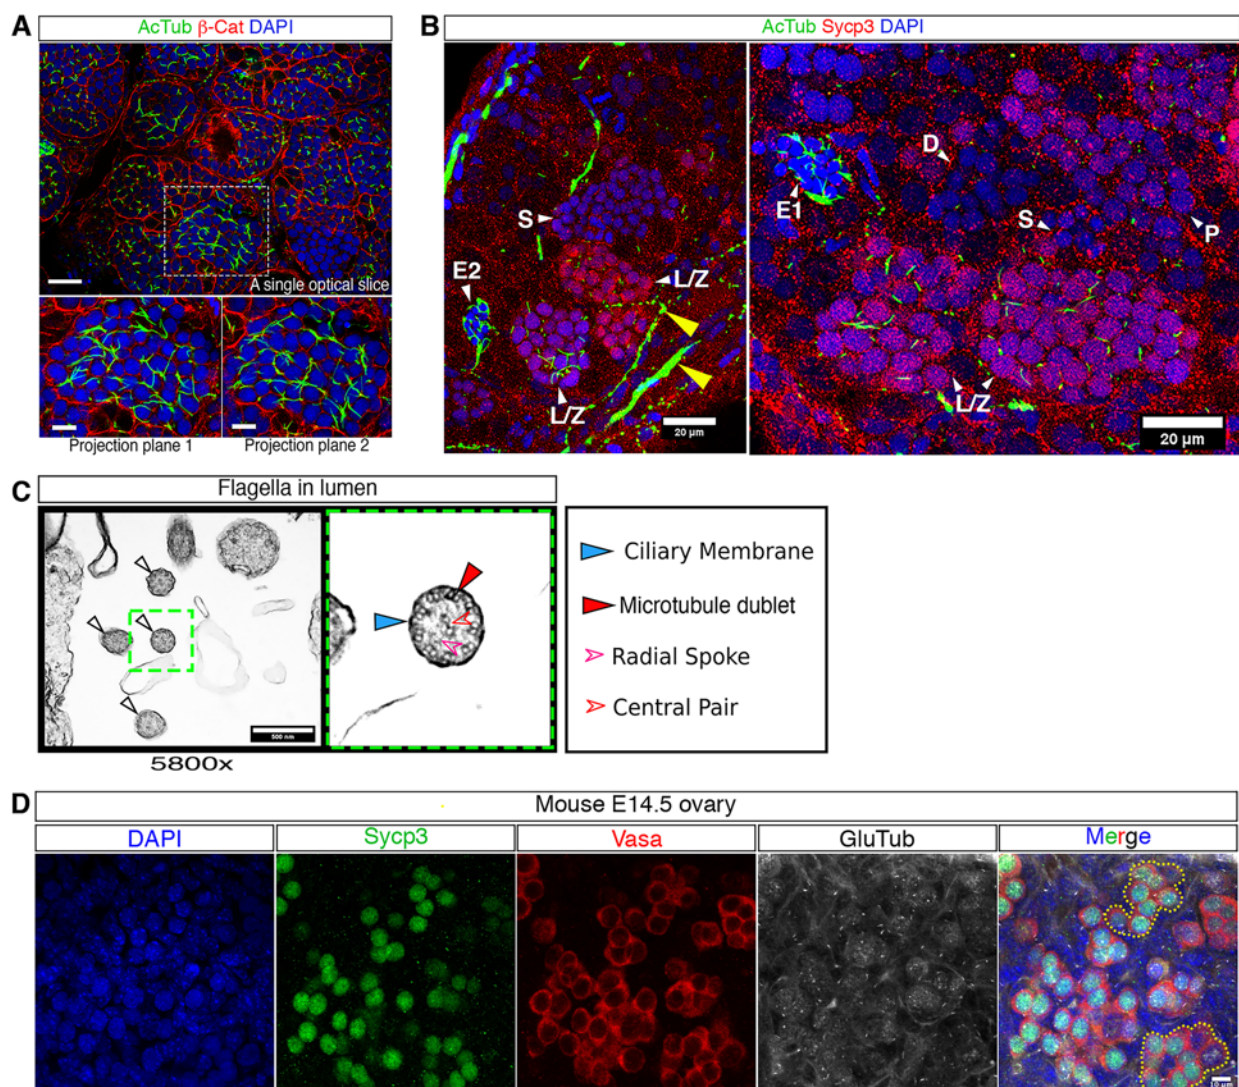 A
AcTub β-Cat DAPI
A single optical slice
Projection plane 1
Projection plane 2
B
AcTub Sycp3 DAPI
S
E2
L/Z
L/Z
20 µm
D
E1
S
P
L/Z
20 µm
C
Flagella in lumen
500 nm
5800x
Ciliary Membrane
Microtubule dublet
Radial Spoke
Central Pair
D
Mouse E14.5 ovary
DAPI
Sycp3
Vasa
GluTub
Merge
10 µm